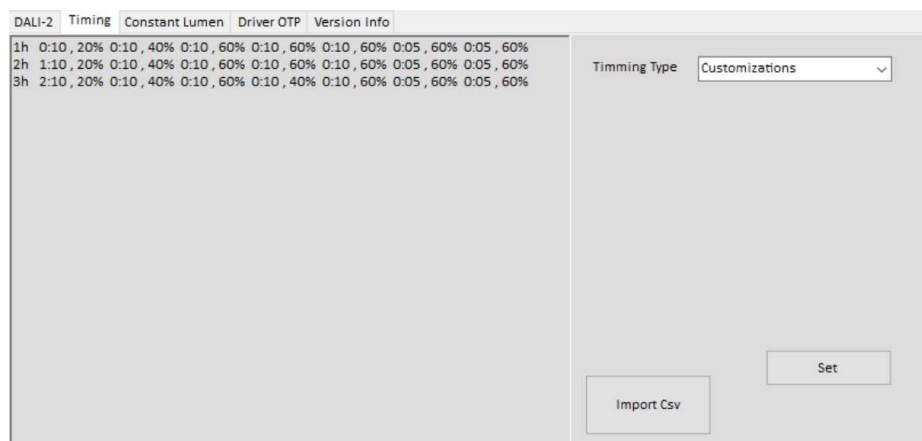 DALI-2 Timing Constant Lumen Driver OTP Version Info
1h 0:10 , 20% 0:10 , 40% 0:10 , 60% 0:10 , 60% 0:10 , 60% 0:05 , 60% 0:05 , 60%
2h 1:10 , 20% 0:10 , 40% 0:10 , 60% 0:10 , 60% 0:10 , 60% 0:05 , 60% 0:05 , 60%
3h 2:10 , 20% 0:10 , 40% 0:10 , 60% 0:10 , 40% 0:10 , 60% 0:05 , 60% 0:05 , 60%
Timming Type Customizations
Set
Import Csv